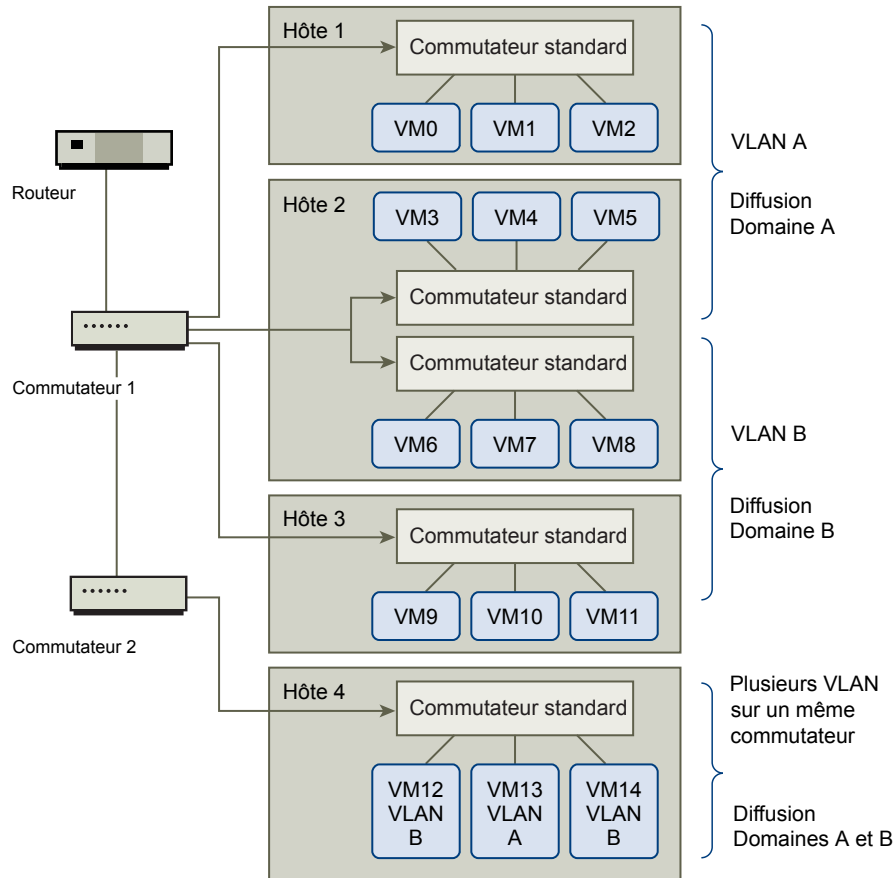 Routeur
Commutateur 1
Commutateur 2
Hôte 1
Commutateur standard
VM0
VM1
VM2
Hôte 2
VM3
VM4
VM5
Commutateur standard
Commutateur standard
VM6
VM7
VM8
Hôte 3
Commutateur standard
VM9
VM10
VM11
Hôte 4
Commutateur standard
VM12
VLAN
B
VM13
VLAN
A
VM14
VLAN
B
VLAN A
Diffusion
Domaine A
VLAN B
Diffusion
Domaine B
Plusieurs VLAN
sur un même
commutateur
Diffusion
Domaines A et B